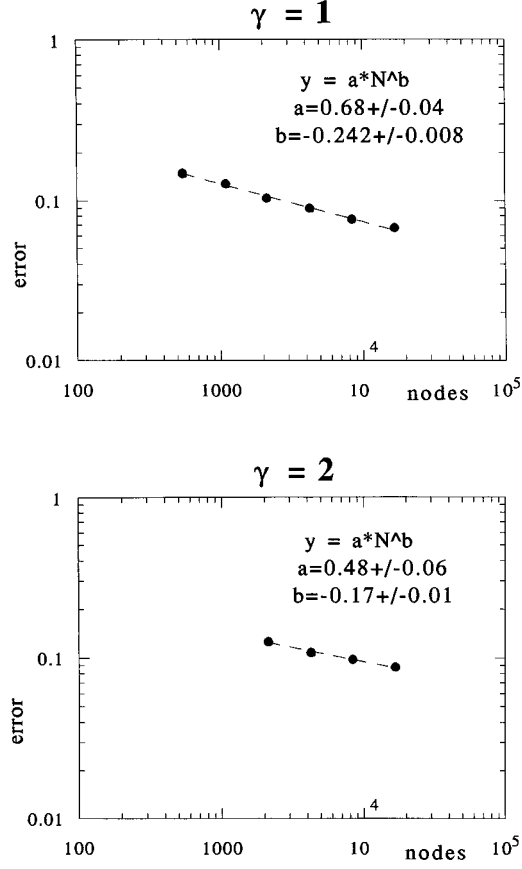 γ = 1
1
y = a*N^b
a=0.68+/-0.04
b=-0.242+/-0.008
0.1
error
0.01
4
100
1000
10
nodes
10^5
γ = 2
1
y = a*N^b
a=0.48+/-0.06
b=-0.17+/-0.01
0.1
error
0.01
4
100
1000
10
nodes
10^5